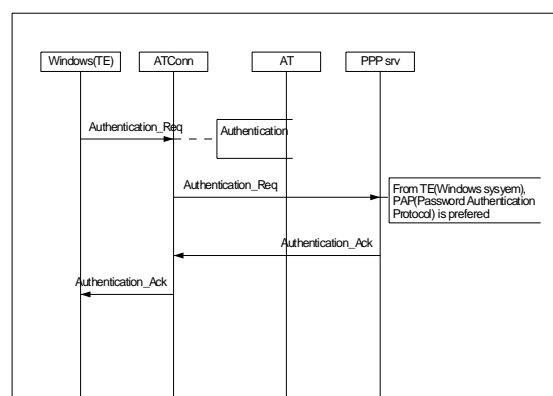 Windows(TE) ATConn AT PPP srv
Authentication_Req
Authentication
Authentication_Req
From TE(Windows sysyem),
PAP(Password Authentication
Protocol) is prefered
Authentication_Ack
Authentication_Ack